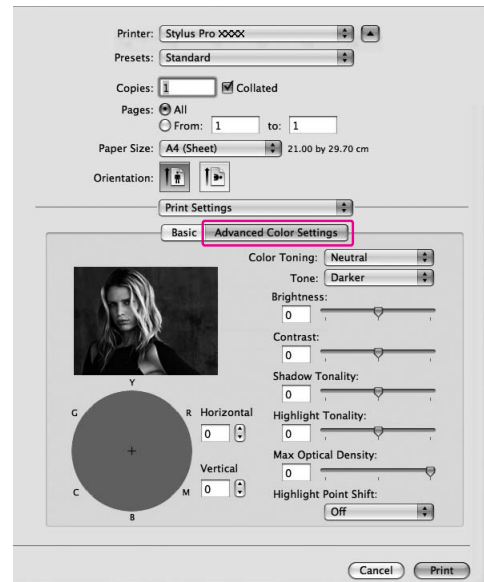 Printer: Stylus Pro XXXX
Presets: Standard
Copies: 1 Collated
Pages: All
From: 1 to: 1
Paper Size: A4 (Sheet) 21.00 by 29.70 cm
Orientation:
Print Settings
Basic Advanced Color Settings
Color Toning: Neutral
Tone: Darker
Brightness:
0
Contrast:
0
Shadow Tonality:
0
Highlight Tonality:
0
Max Optical Density:
0
Highlight Point Shift:
Off
Y
G R
C M
B
Horizontal
0
Vertical
0
Cancel Print